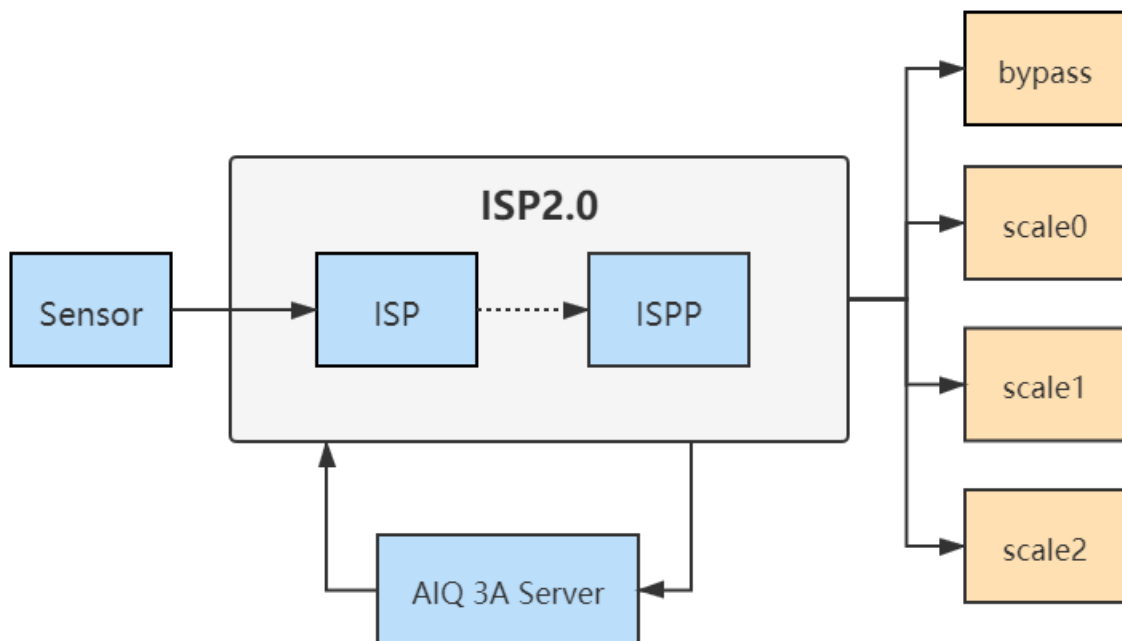 bypass
ISP2.0
scale0
Sensor
ISP
ISPP
scale1
scale2
AIQ 3A Server